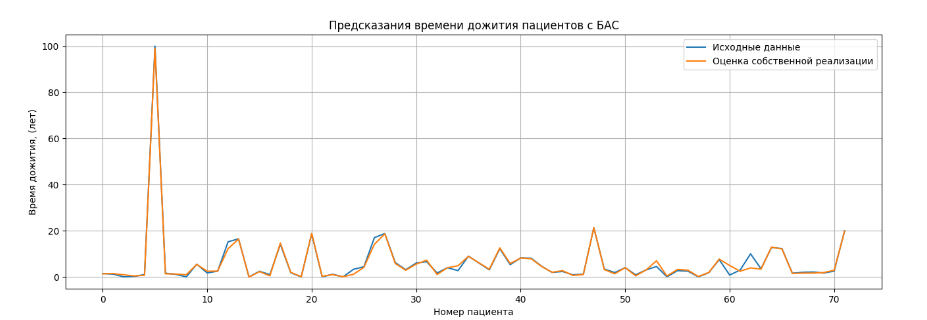 Предсказания времени дожития пациентов с БАС
Исходные данные
Оценка собственной реализации
Время дожития, (лет)
100
80
60
40
20
0
0 10 20 30 40 50 60 70
Номер пациента